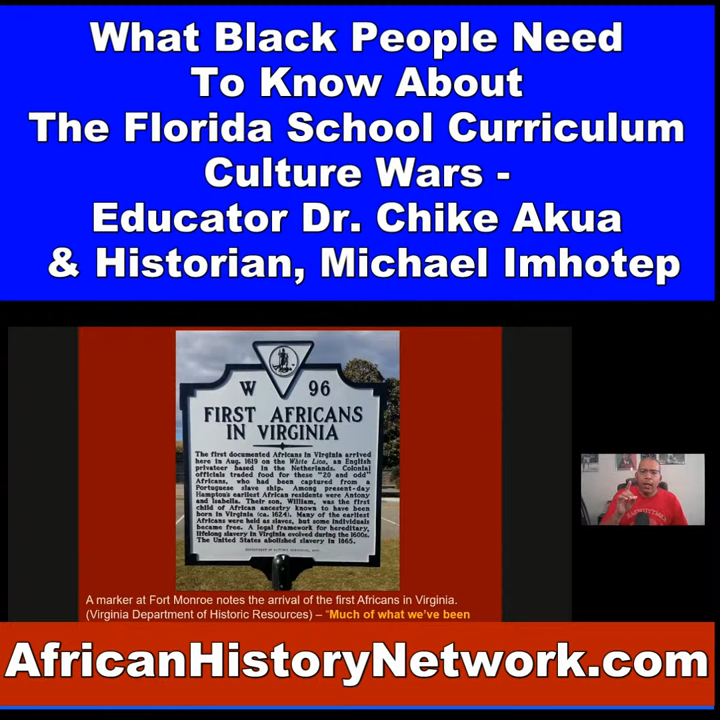 What Black People Need
To Know About
The Florida School Curriculum
Culture Wars -
Educator Dr. Chike Akua
& Historian, Michael Imhotep
W 96
FIRST AFRICANS
IN VIRGINIA
The first documented Africans in Virginia arrived
here in Aug. 1619 on the White Lion, an English
privateer based in the Netherlands. Colonial
officials traded food for these "20 and odd"
Africans, who had been captured from a
Portuguese slave ship. Among present-day
Hampton's earliest African residents were Antony
and Isabella. Their son, William, was the first
child of African ancestry known to have been
born in Virginia (ca. 1624). Many of the earliest
Africans were held as slaves, but some individuals
became free. A legal framework for hereditary,
lifelong slavery in Virginia evolved during the 1600s.
The United States abolished slavery in 1865.
A marker at Fort Monroe notes the arrival of the first Africans in Virginia.
(Virginia Department of Historic Resources) – "Much of what we've been
AfricanHistoryNetwork.com